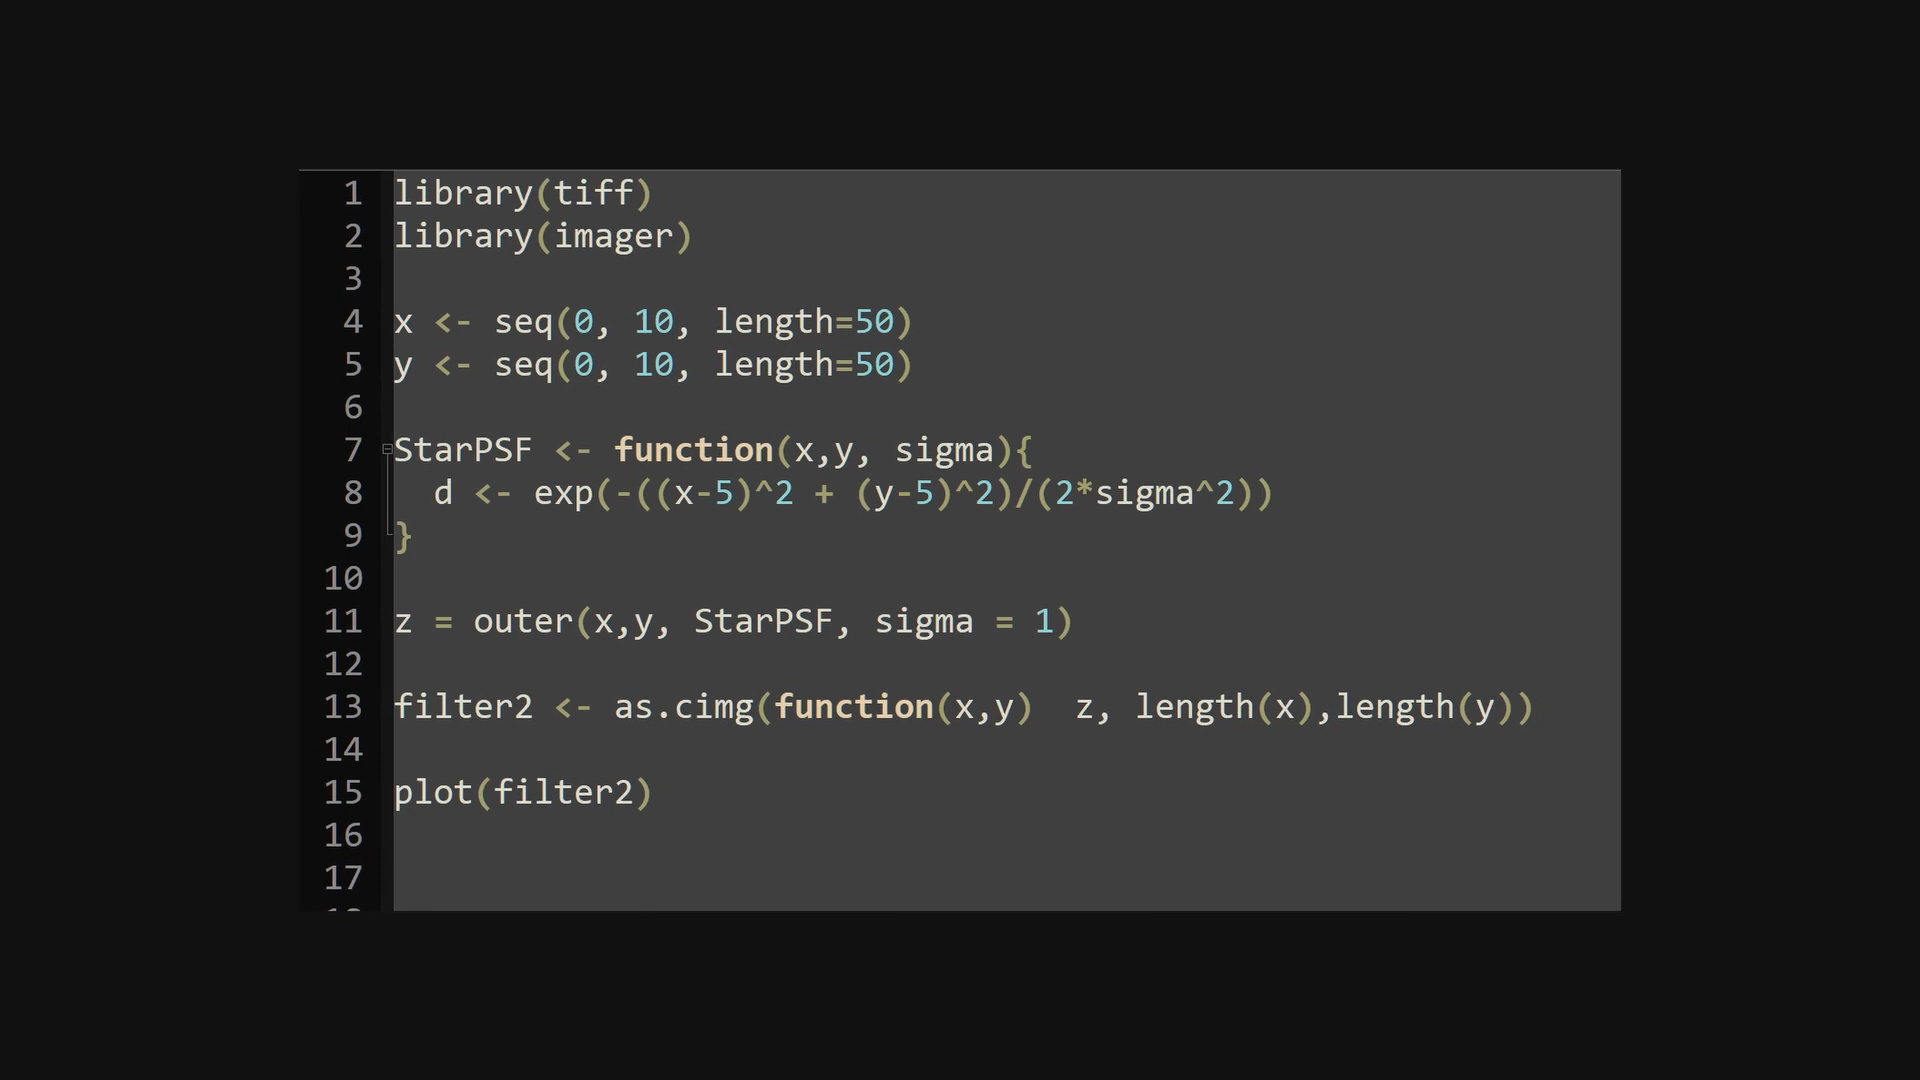 1 library(tiff)
2 library(imager)
3
4 x <- seq(0, 10, length=50)
5 y <- seq(0, 10, length=50)
6
7 StarPSF <- function(x,y, sigma){
8   d <- exp(-((x-5)^2 + (y-5)^2)/(2*sigma^2))
9 }
10
11 z = outer(x,y, StarPSF, sigma = 1)
12
13 filter2 <- as.cimg(function(x,y)  z, length(x),length(y))
14
15 plot(filter2)
16
17